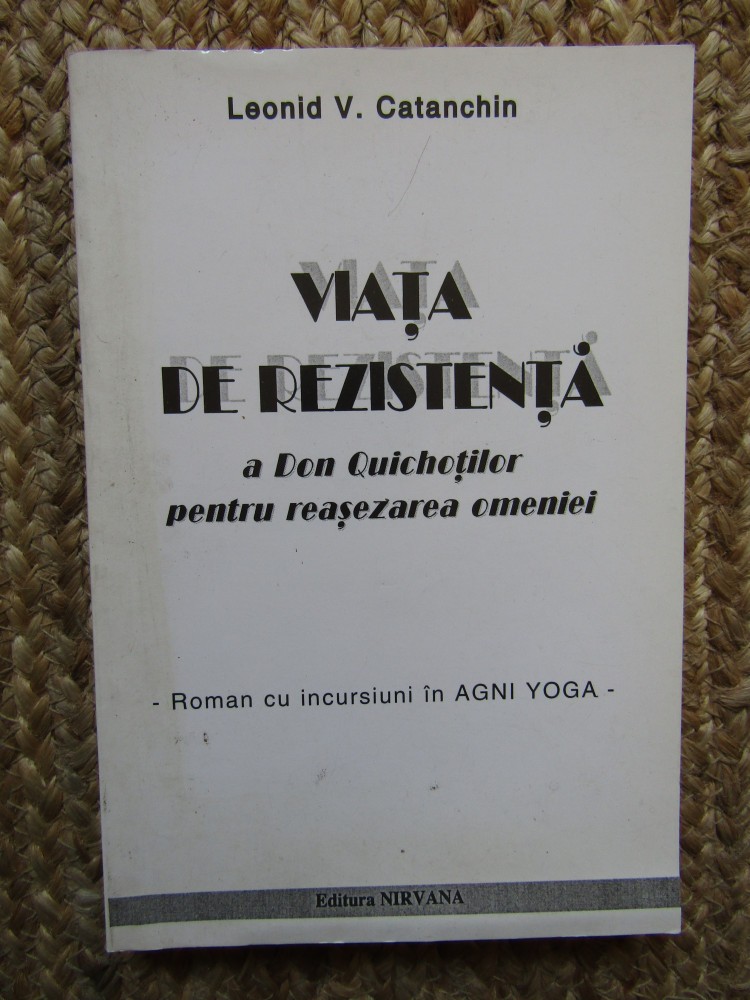 Leonid V. Catanchin
VIAȚA
DE REZISTENȚĂ
a Don Quichoților
pentru reașezarea omeniei
- Roman cu incursiuni în AGNI YOGA -
Editura NIRVANA